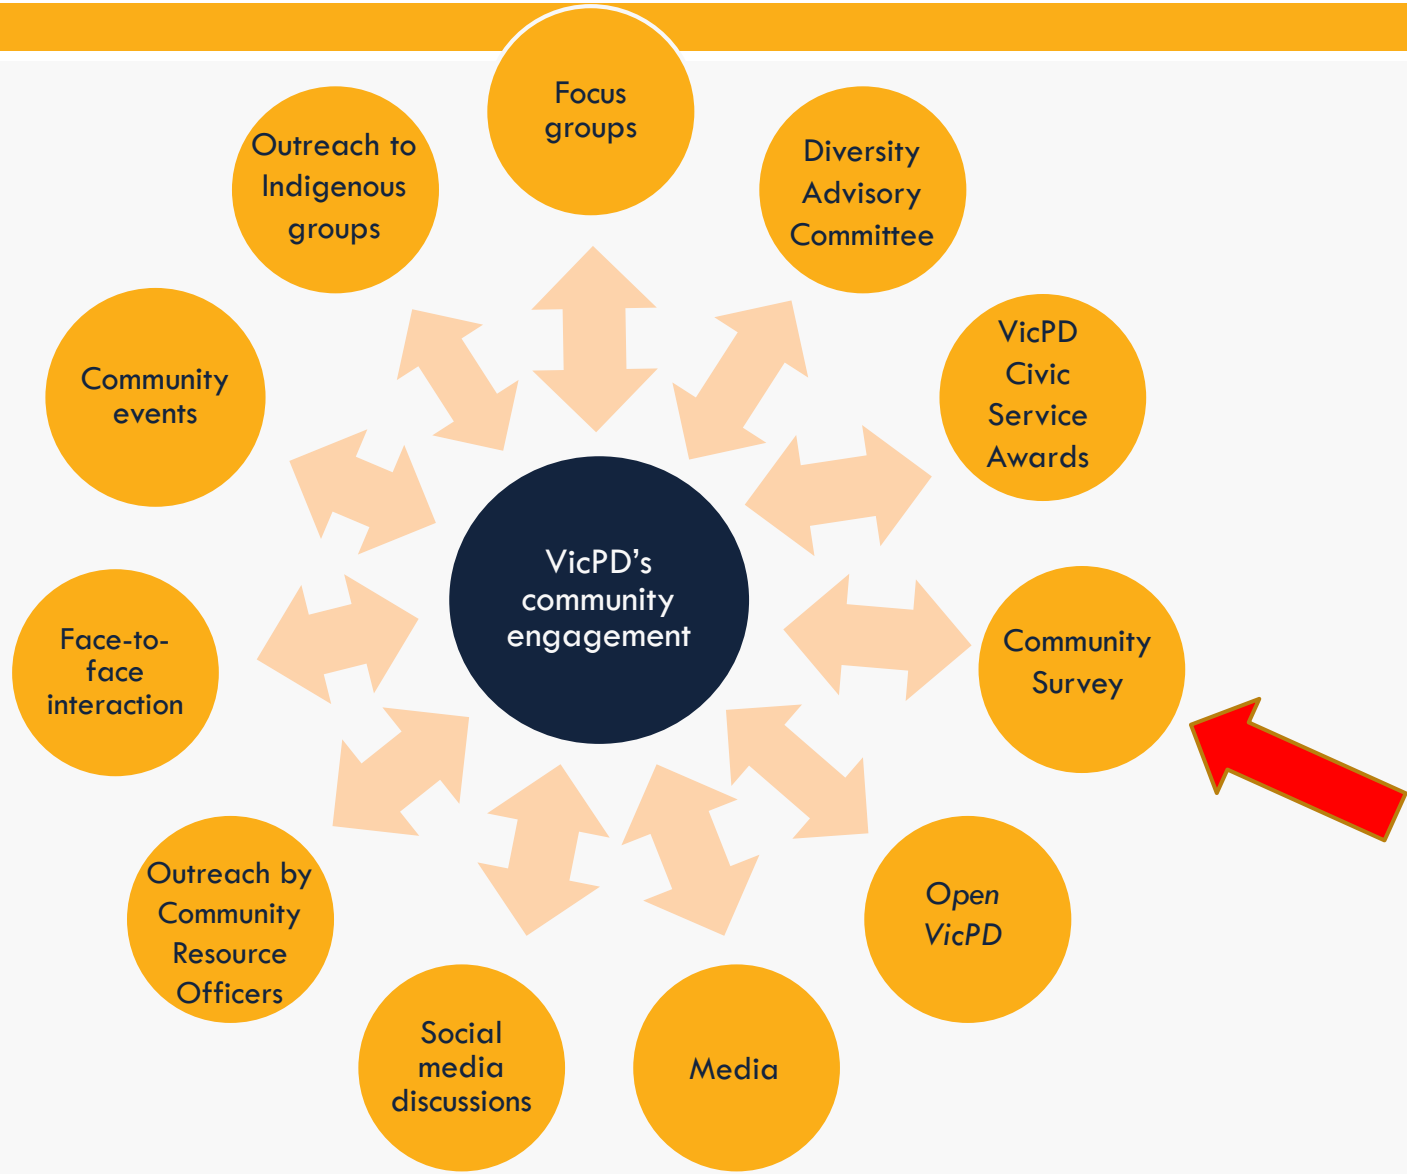 Focus
groups
Outreach to
Indigenous
groups
Diversity
Advisory
Committee
VicPD
Civic
Service
Awards
Community
events
VicPD’s
community
engagement
Face-to-
face
interaction
Community
Survey
Outreach by
Community
Resource
Officers
Open
VicPD
Social
media
discussions
Media